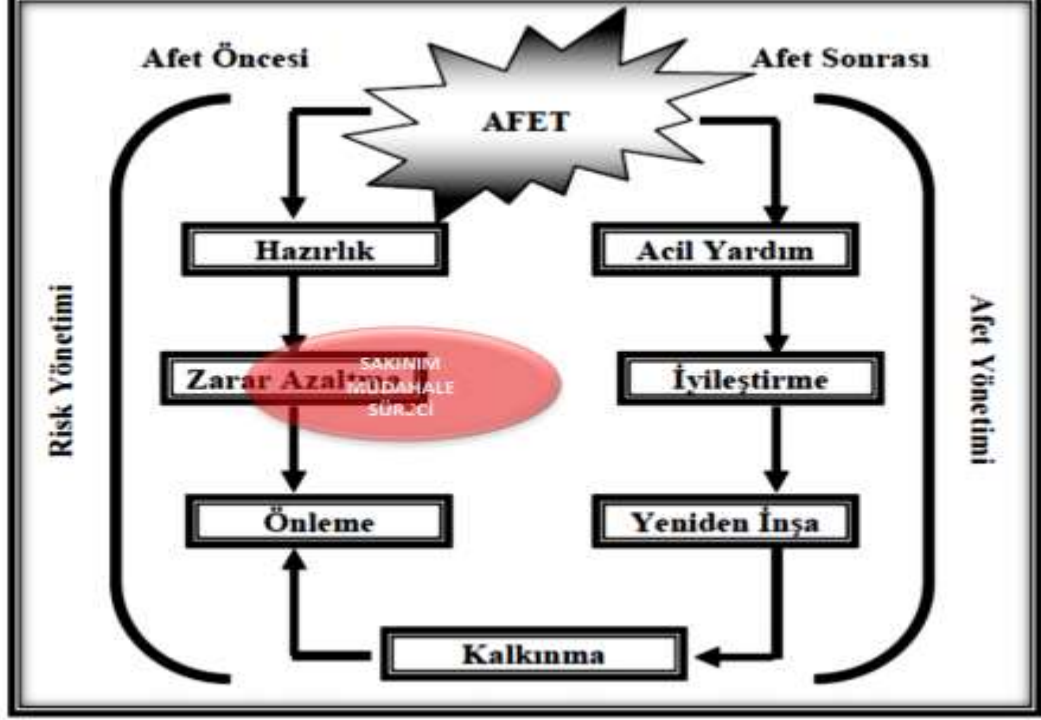 Afet Öncesi
Afet Sonrası
AFET
Hazırlık
Acil Yardım
Risk Yönetimi
Afet Yönetimi
Zarar Azaltma
SAKINIM
MÜDAHALE
SÜRECİ
İyileştirme
Önleme
Yeniden İnşa
Kalkınma